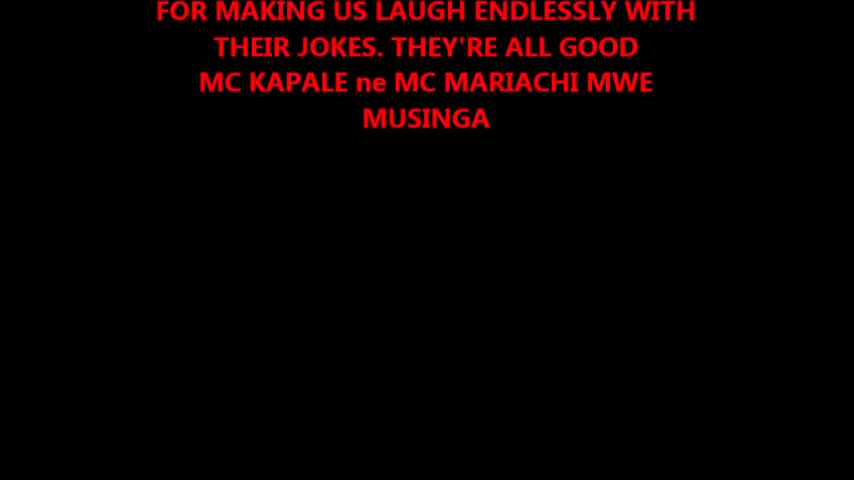 FOR MAKING US LAUGH ENDLESSLY WITH
THEIR JOKES. THEY'RE ALL GOOD
MC KAPALE ne MC MARIACHI MWE
MUSINGA